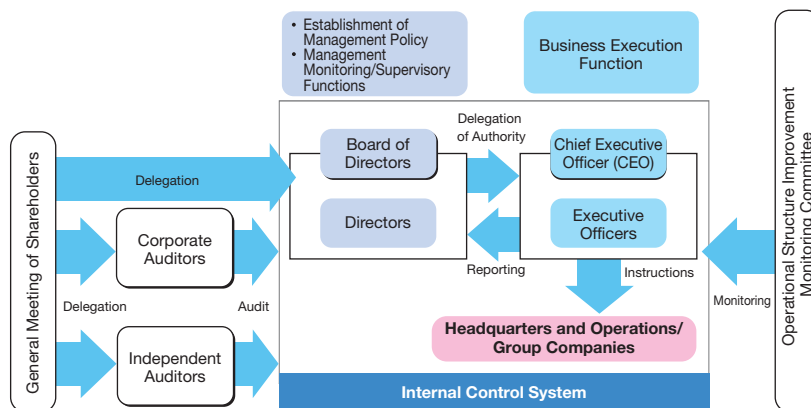 • Establishment of
Management Policy
• Management
Monitoring/Supervisory
Functions
Business Execution
Function
General Meeting of Shareholders
Operational Structure Improvement
Monitoring Committee
Board of
Directors
Delegation
of Authority
Chief Executive
Officer (CEO)
Delegation
Directors
Executive
Officers
Corporate
Auditors
Reporting
Instructions
Delegation
Audit
Monitoring
Headquarters and Operations/
Group Companies
Independent
Auditors
Internal Control System